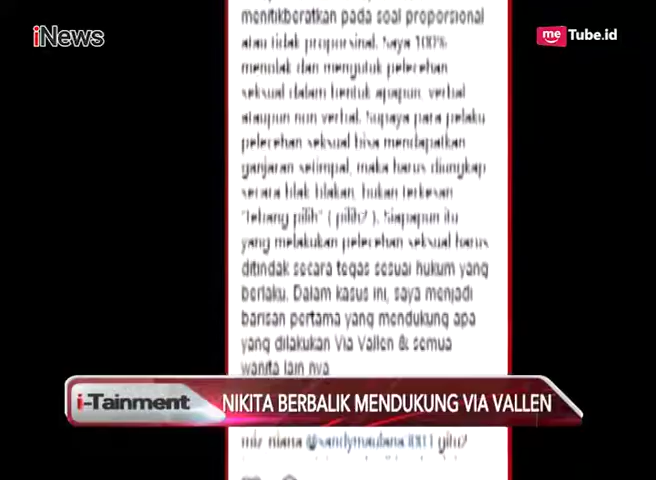 iNews
me Tube.id
menitikberatkan pada soal proporsional
atau tidak proporsinal. Saya 100%
menolak dan mengutuk pelecehan
seksual dalam bentuk apapun, verbal
ataupun non verbal. Supaya para pelaku
pelecehan seksual bisa mendapatkan
ganjaran setimpal, maka harus diungkap
secara blak blakan, bukan terkesan
"tebang pilih" ( pilih2 ). Siapapun itu
yang melakukan pelecehan seksual harus
ditindak secara tegas sesuai hukum yang
berlaku. Dalam kasus ini, saya menjadi
barisan pertama yang mendukung apa
yang dilakukan Via Vallen & semua
wanita lain nya
i-Tainment
NIKITA BERBALIK MENDUKUNG VIA VALLEN
gitu?